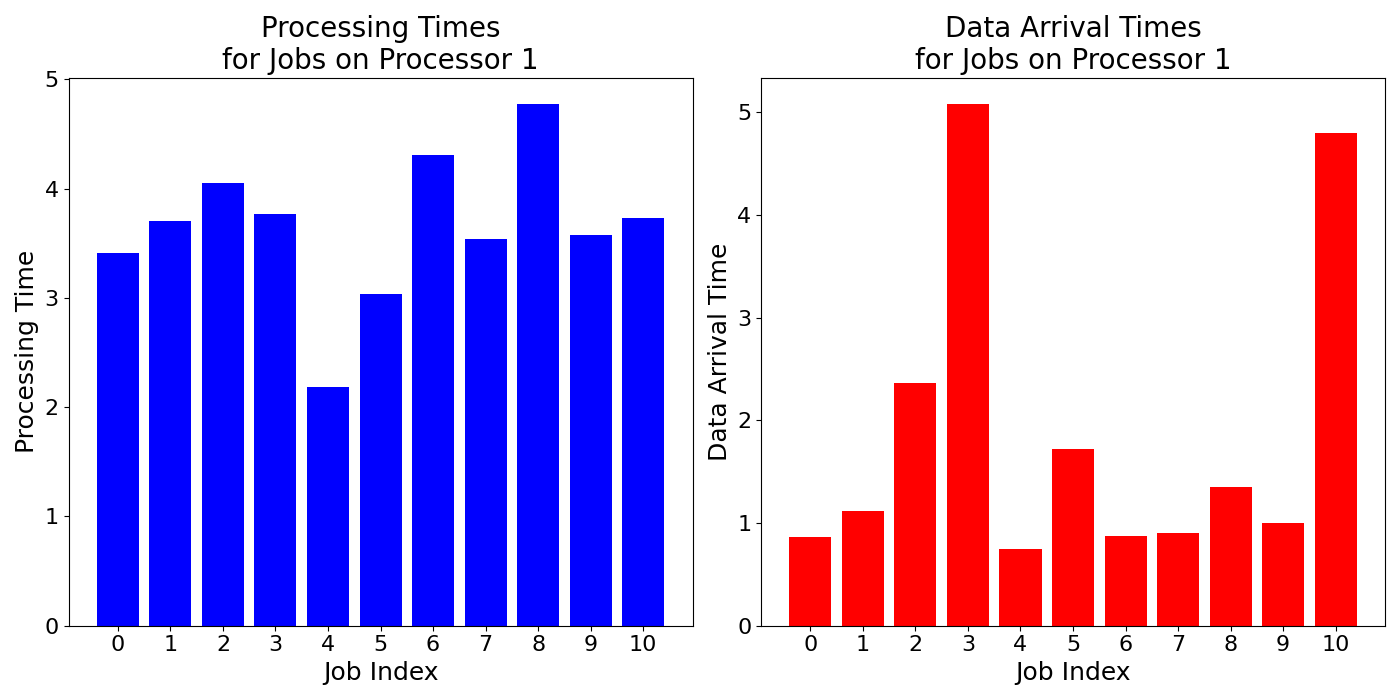 Processing Times
for Jobs on Processor 1
Processing Time
5
4
3
2
1
0
0 1 2 3 4 5 6 7 8 9 10
Job Index
Data Arrival Times
for Jobs on Processor 1
Data Arrival Time
5
4
3
2
1
0
0 1 2 3 4 5 6 7 8 9 10
Job Index